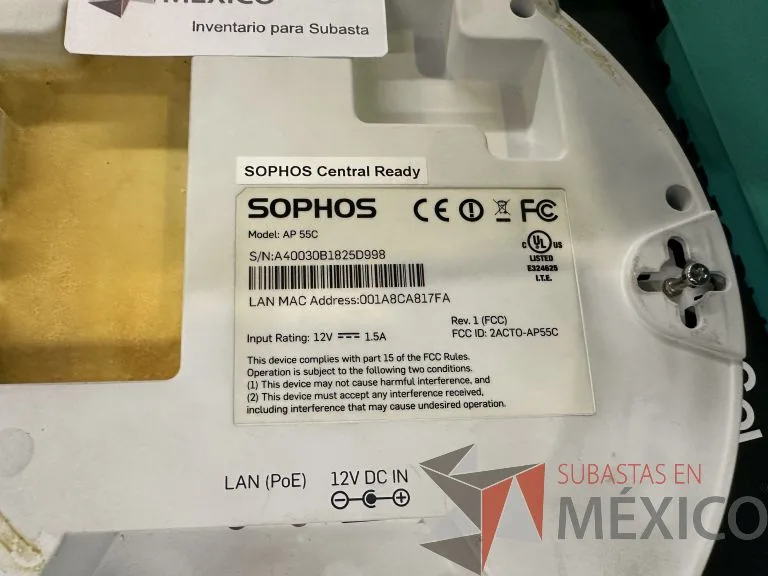 MÉXICO
Inventario para Subasta
SOPHOS Central Ready
SOPHOS CE FC
Model: AP 55C
S/N:A40030B1825D998
C UL US
LISTED
E324625
I.T.E.
LAN MAC Address:001A8CA817FA
Rev. 1 (FCC)
Input Rating: 12V 1.5A
FCC ID: 2ACTO-AP55C
This device complies with part 15 of the FCC Rules.
Operation is subject to the following two conditions.
(1) This device may not cause harmful interference, and
(2) This device must accept any interference received,
including interference that may cause undesired operation.
LAN (PoE)
12V DC IN
SUBASTAS EN
MÉXICO